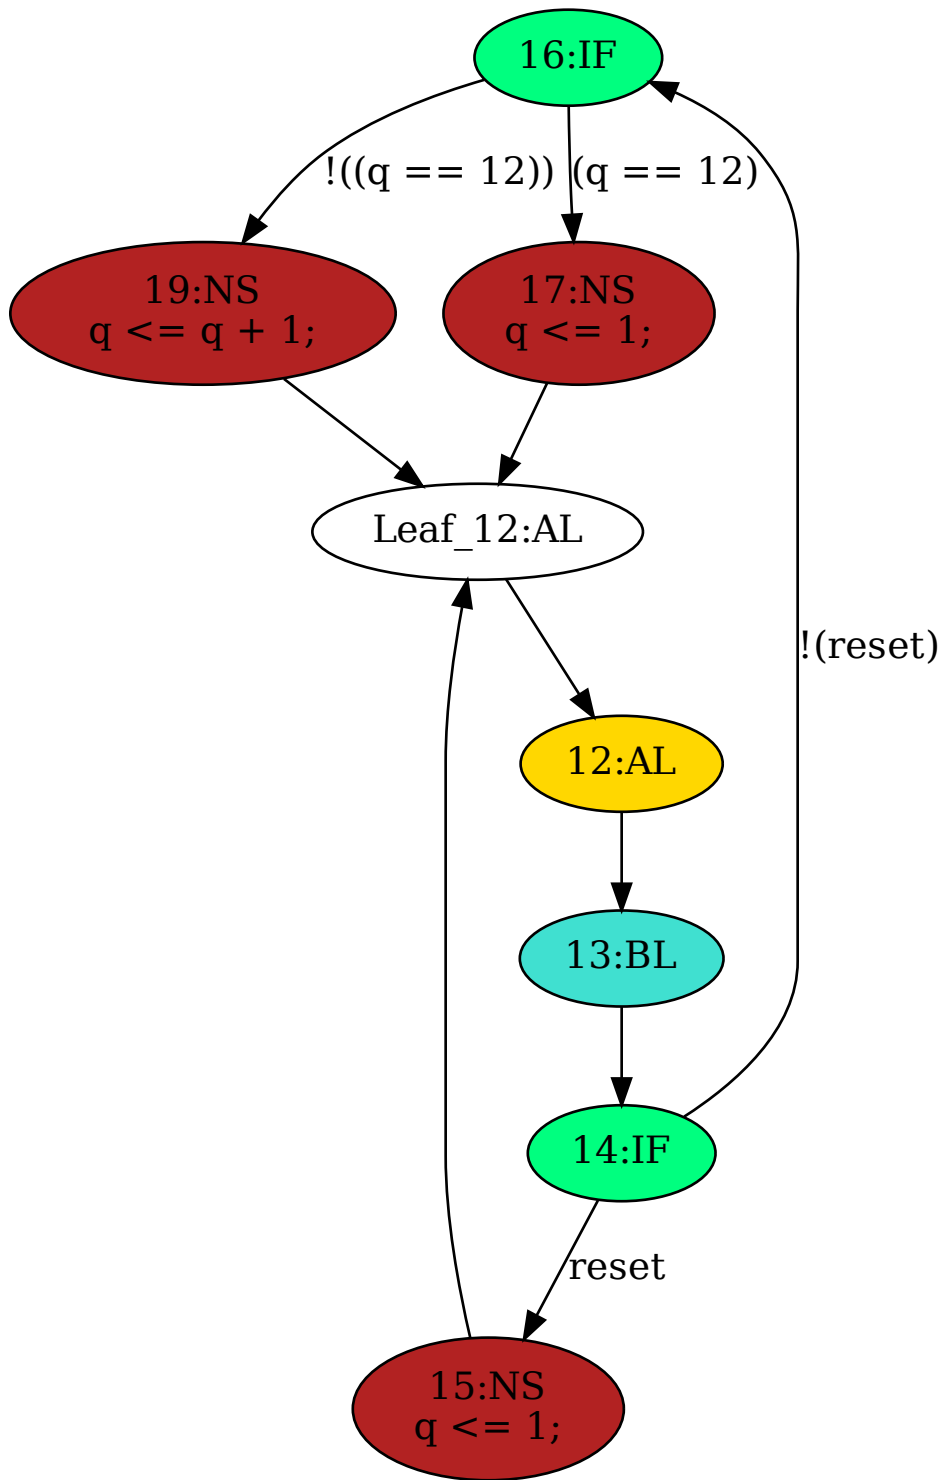 16:IF
!((q == 12))
(q == 12)
19:NS
q <= q + 1;
17:NS
q <= 1;
Leaf_12:AL
!(reset)
12:AL
13:BL
14:IF
reset
15:NS
q <= 1;